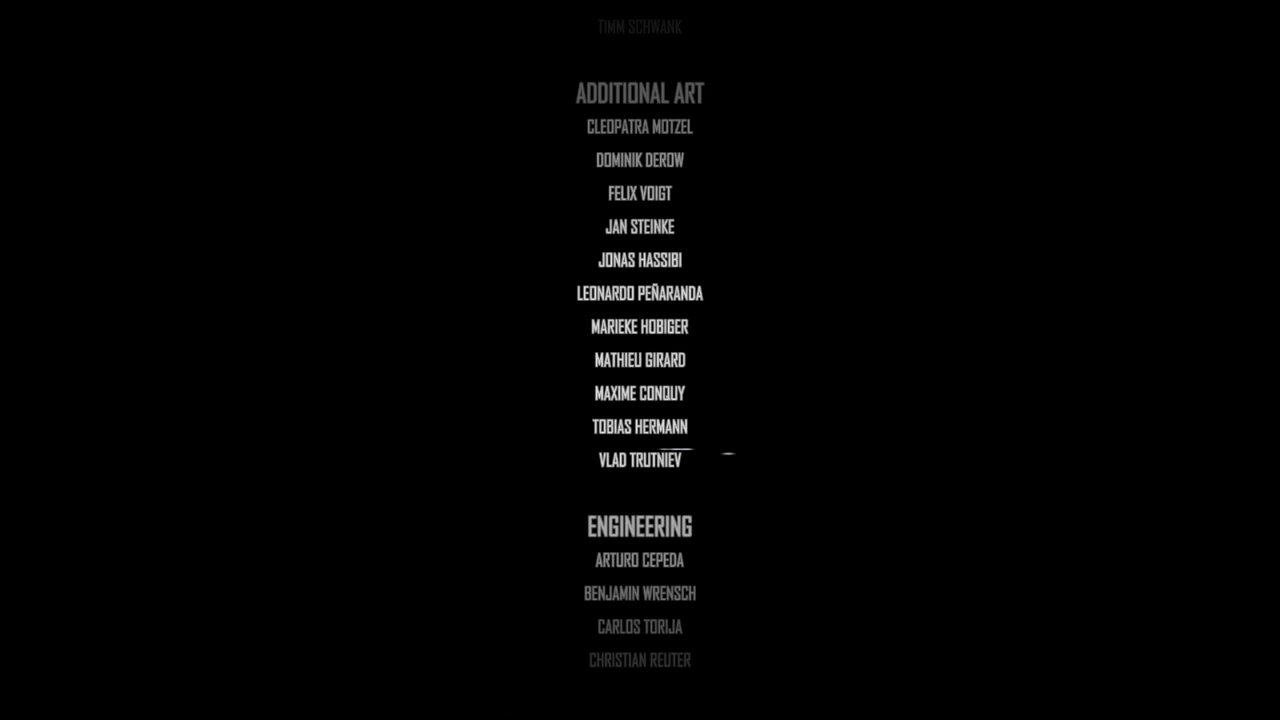 TIMM SCHWANK
ADDITIONAL ART
CLEOPATRA MOTZEL
DOMINIK DEROW
FELIX VOIGT
JAN STEINKE
JONAS HASSIBI
LEONARDO PEÑARANDA
MARIEKE HOBIGER
MATHIEU GIRARD
MAXIME CONQUY
TOBIAS HERMANN
VLAD TRUTNIEV
ENGINEERING
ARTURO CEPEDA
BENJAMIN WRENSCH
CARLOS TORIJA
CHRISTIAN REUTER